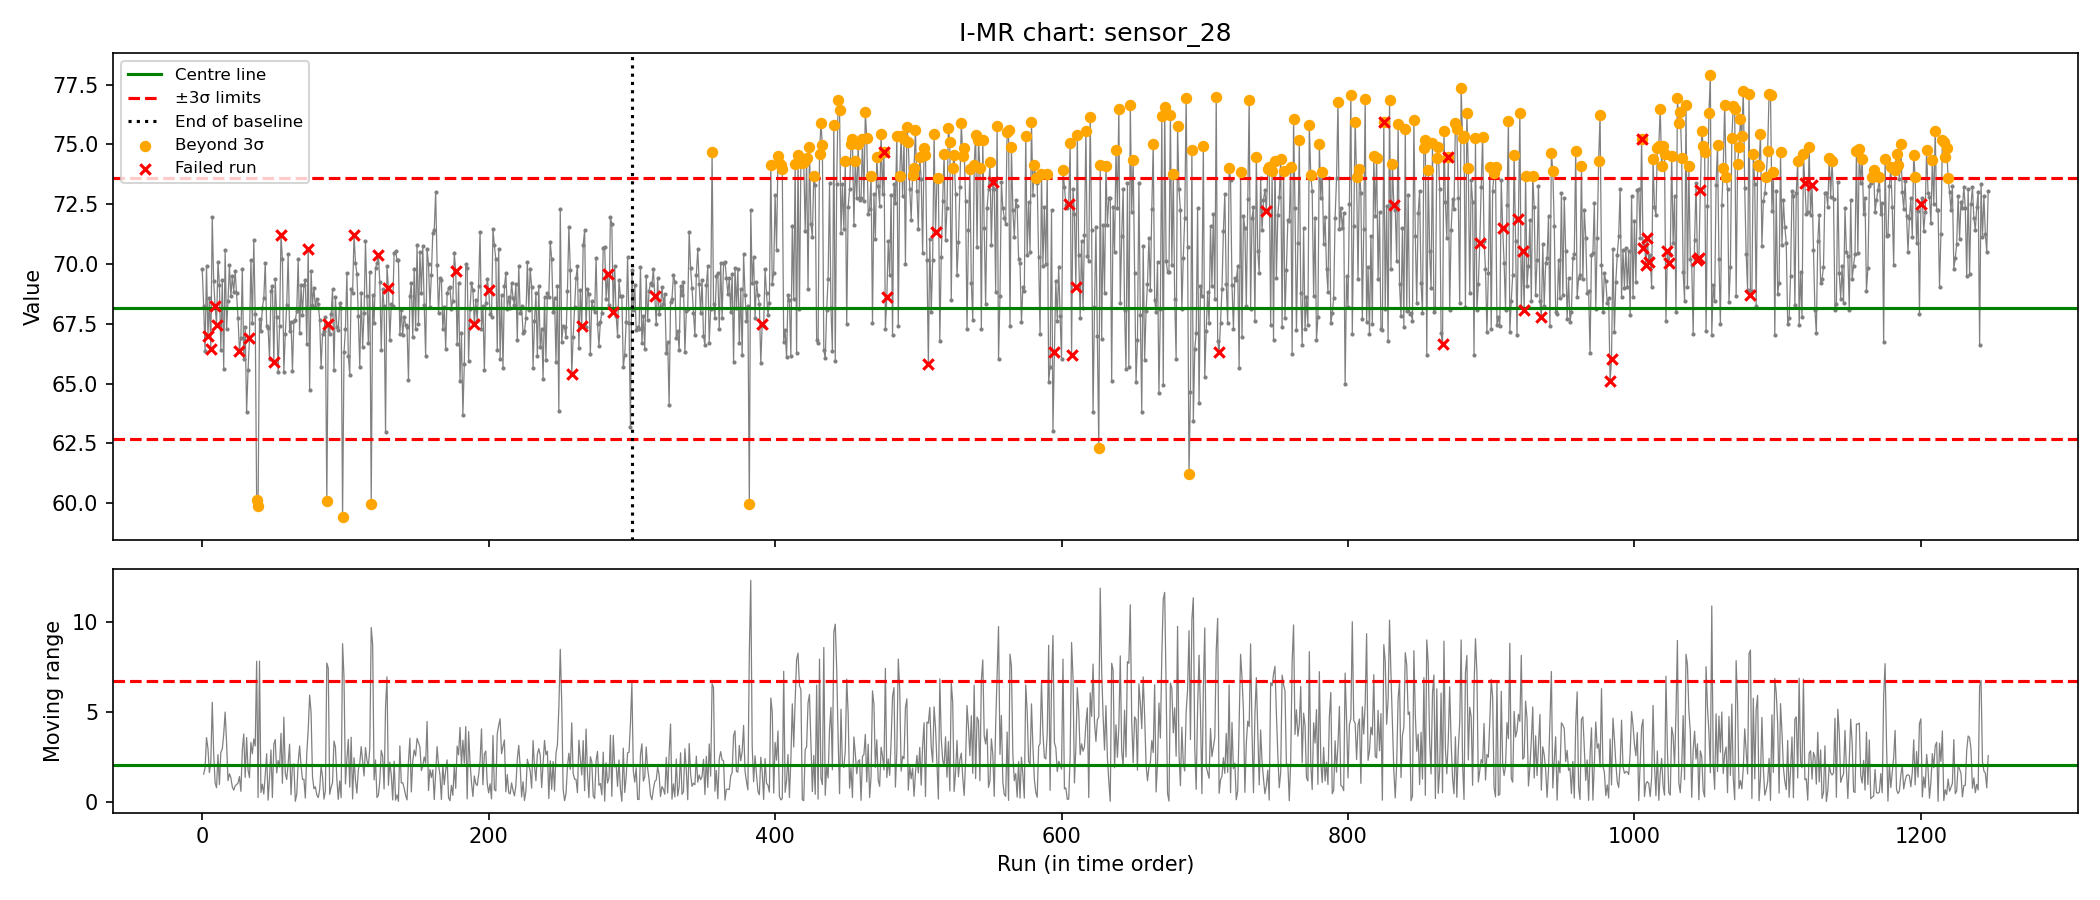 I-MR chart: sensor_28
Centre line
±3σ limits
End of baseline
Beyond 3σ
Failed run
Value
77.5
75.0
72.5
70.0
67.5
65.0
62.5
60.0
Moving range
10
5
0
0 200 400 600 800 1000 1200
Run (in time order)